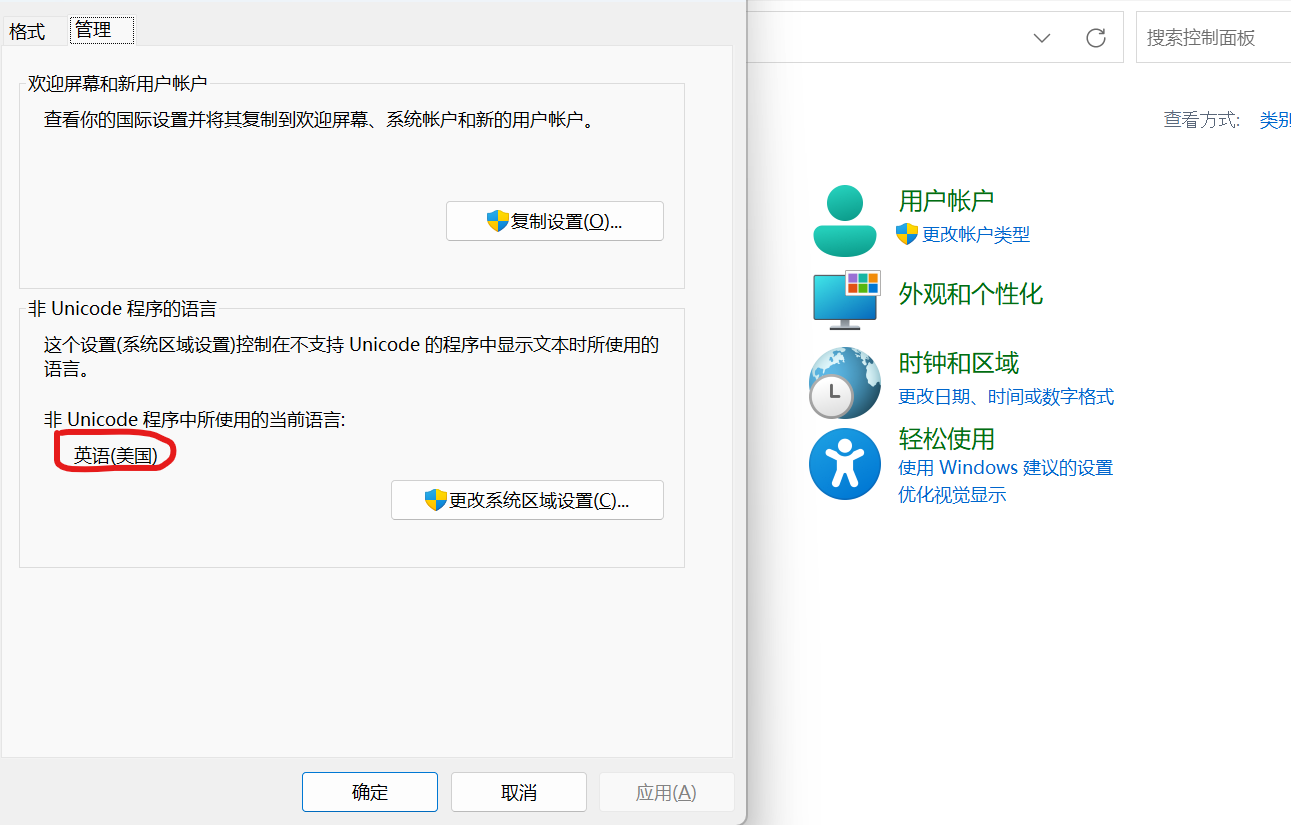 格式
管理
欢迎屏幕和新用户帐户
查看你的国际设置并将其复制到欢迎屏幕、系统帐户和新的用户帐户。
复制设置(O)...
非 Unicode 程序的语言
这个设置(系统区域设置)控制在不支持 Unicode 的程序中显示文本时所使用的
语言。
非 Unicode 程序中所使用的当前语言:
英语(美国)
更改系统区域设置(C)...
确定
取消
应用(A)
搜索控制面板
查看方式:
类别
用户帐户
更改帐户类型
外观和个性化
时钟和区域
更改日期、时间或数字格式
轻松使用
使用 Windows 建议的设置
优化视觉显示